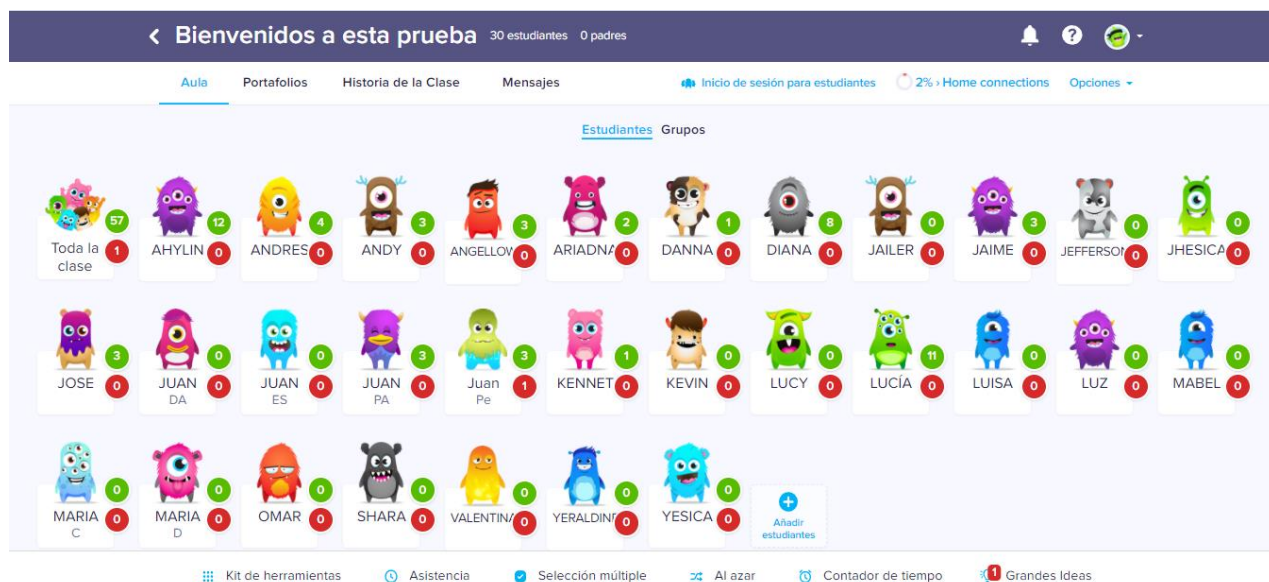 Bienvenidos a esta prueba 30 estudiantes 0 padres
Aula Portafolios Historia de la Clase Mensajes Inicio de sesión para estudiantes 2% › Home connections Opciones
Estudiantes Grupos
57 12 4 3 3 2 1 8 0 3 0 0
Toda la clase 1 AHYLIN 0 ANDRES 0 ANDY 0 ANGELLOW 0 ARIADNA 0 DANNA 0 DIANA 0 JAILER 0 JAIME 0 JEFFERSON 0 JHESICA 0
3 0 0 3 3 1 0 0 11 0 0 0
JOSE 0 JUAN 0 JUAN 0 JUAN 0 Juan 1 KENNET 0 KEVIN 0 LUCY 0 LUCÍA 0 LUISA 0 LUZ 0 MABEL 0
DA ES PA Pe
0 0 0 0 0 0 0
MARIA 0 MARIA 0 OMAR 0 SHARA 0 VALENTINA 0 YERALDINE 0 YESICA 0 Añadir
C D estudiantes
Kit de herramientas Asistencia Selección múltiple Al azar Contador de tiempo 1 Grandes Ideas